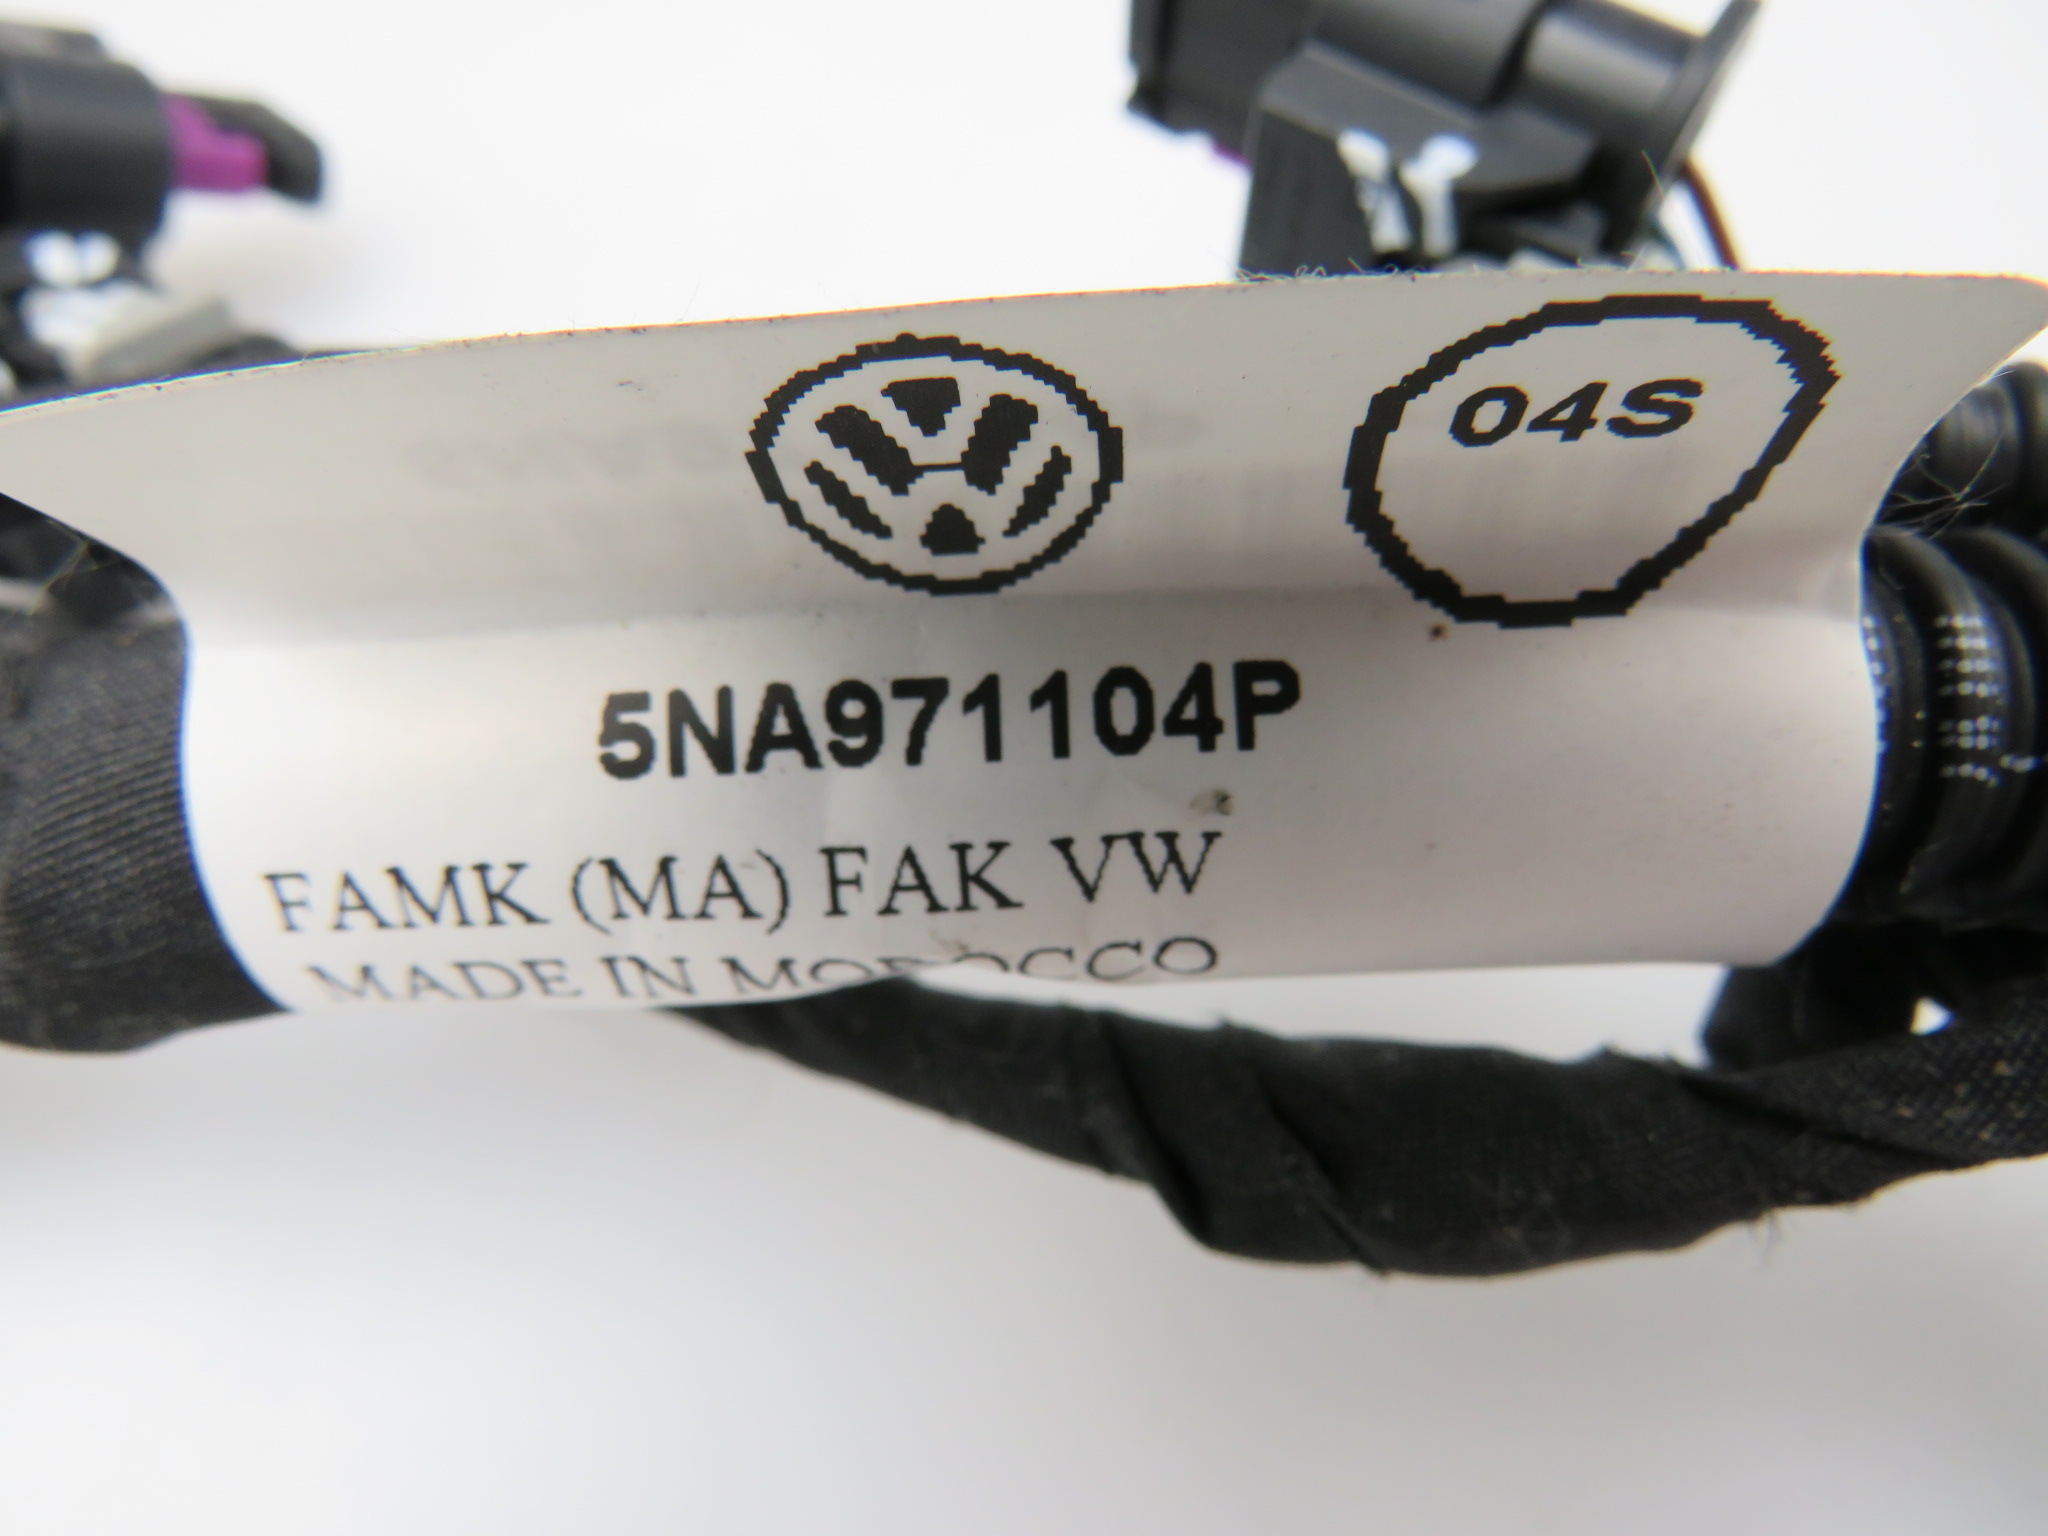 04S
5NA971104P
FAMK (MA) FAK VW
MADE IN MOROCCO